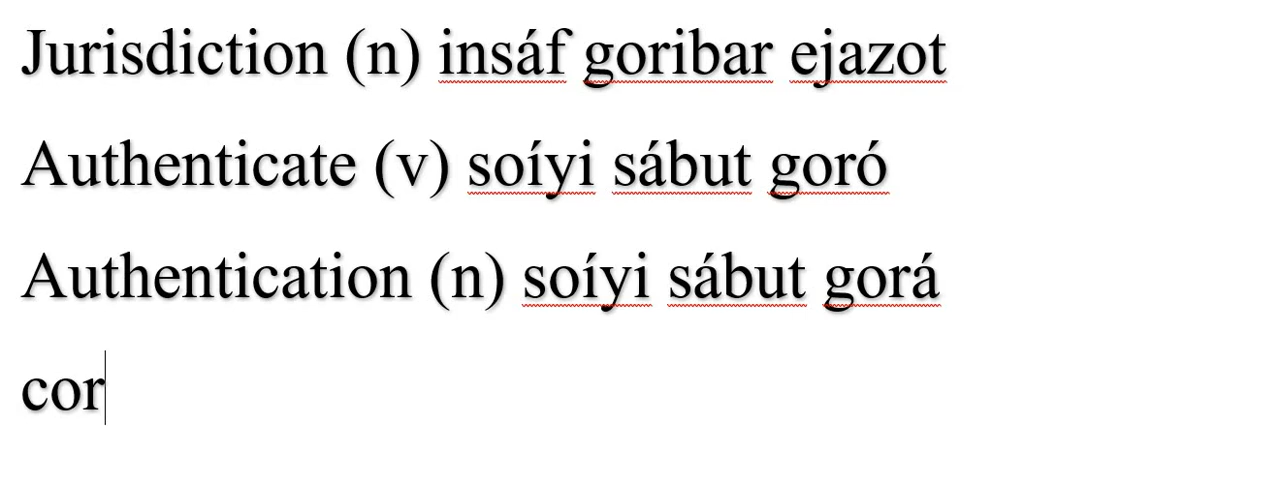 Jurisdiction (n) insáf goribar ejazot
Authenticate (v) soíyi sábut goró
Authentication (n) soíyi sábut gorá
cor